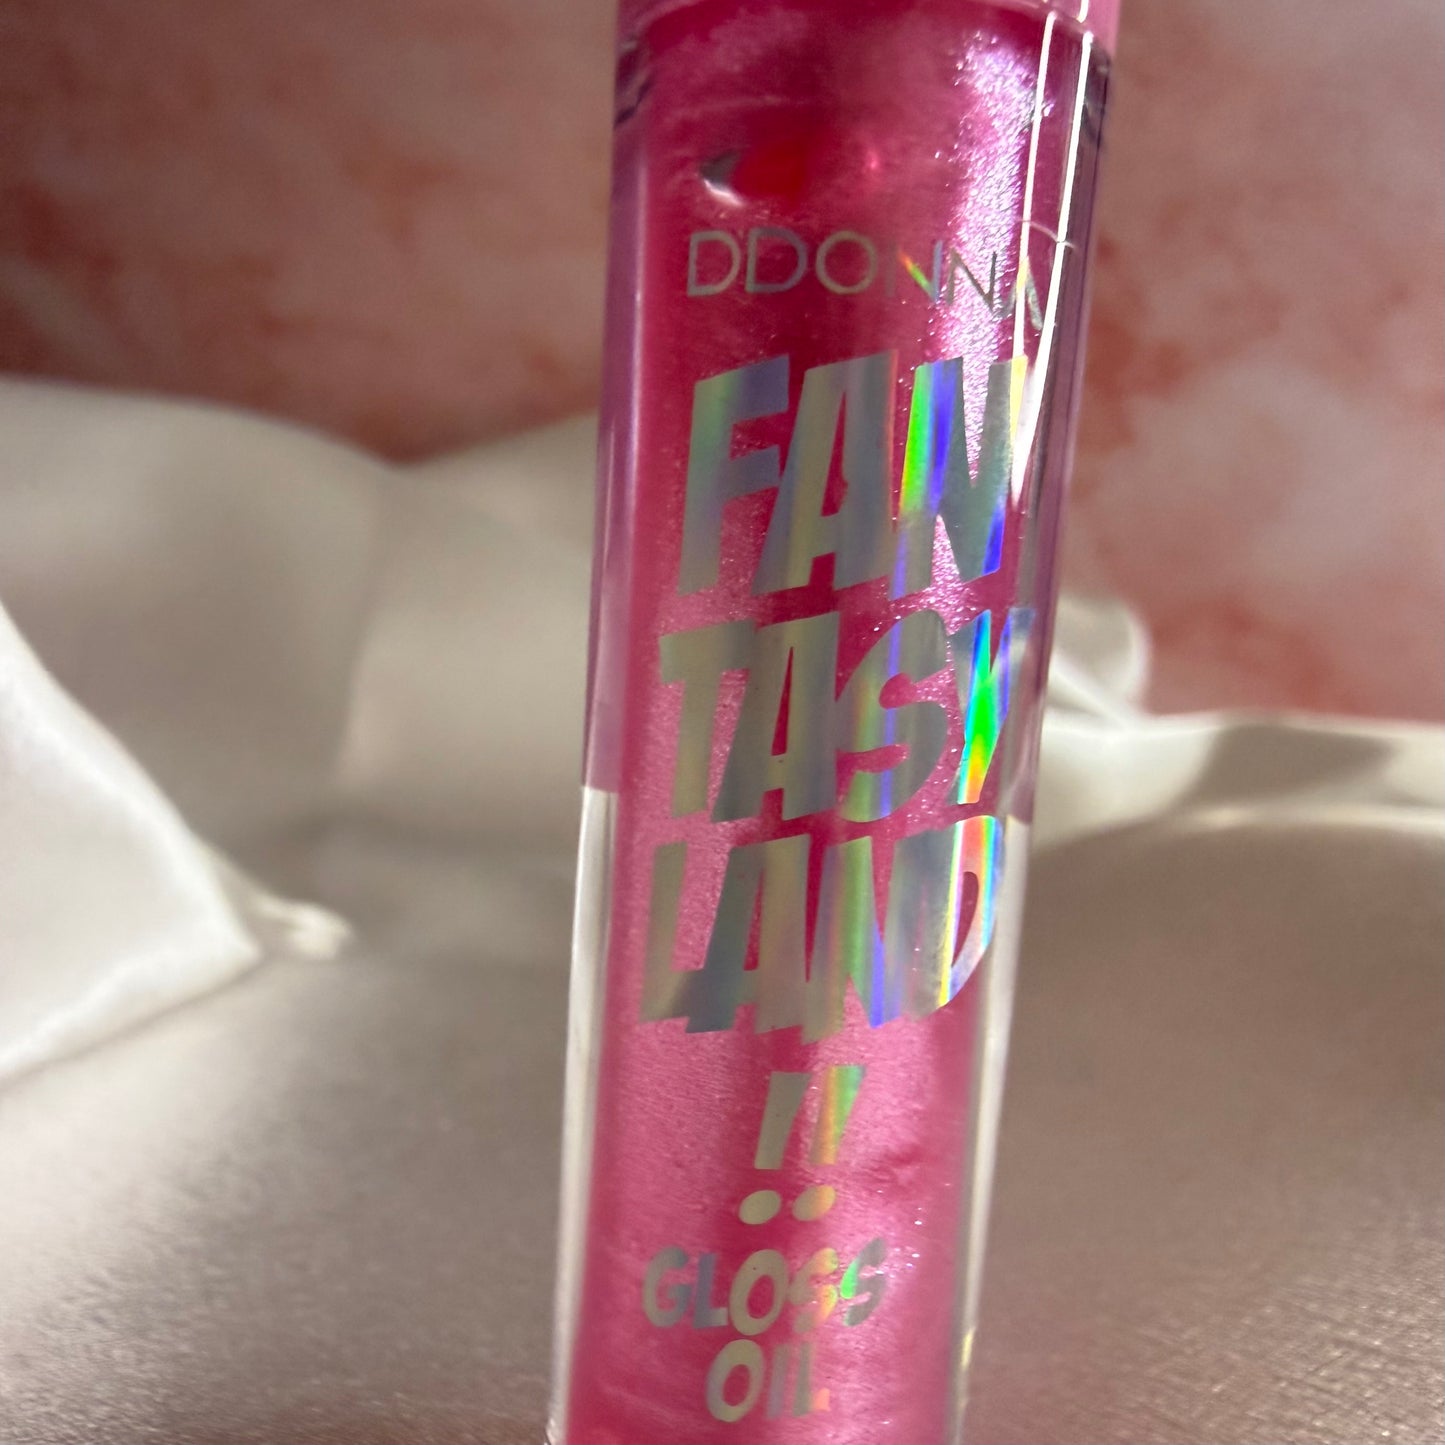 DDONNA
FAN
TASY
LAND
!!
GLOSS
OIL